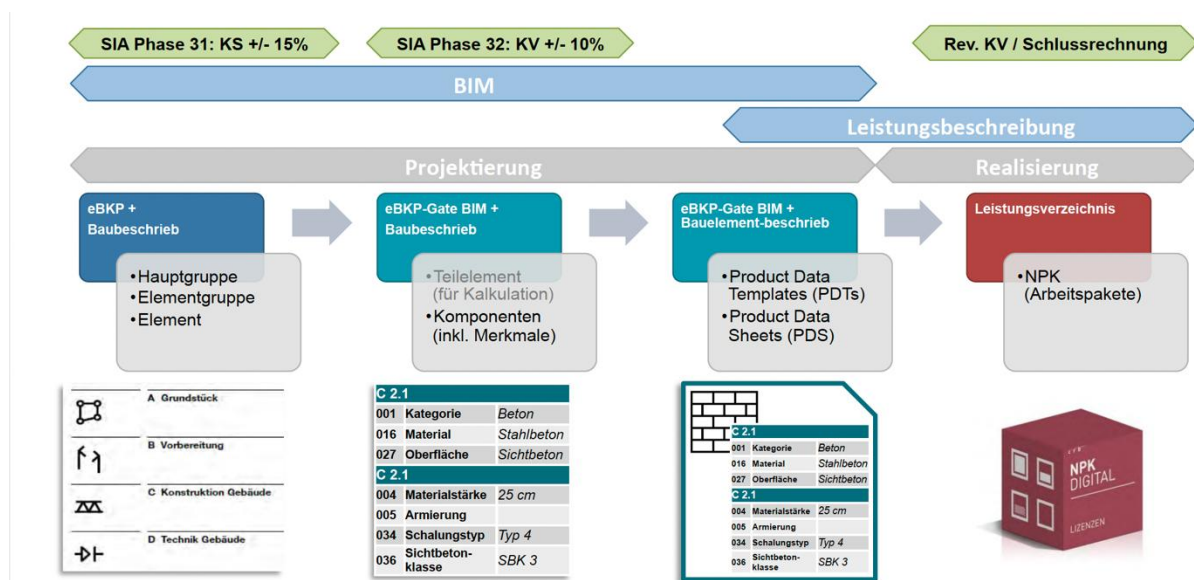 SIA Phase 31: KS +/- 15%
SIA Phase 32: KV +/- 10%
Rev. KV / Schlussrechnung
BIM
Leistungsbeschreibung
Projektierung
Realisierung
eBKP +
Baubeschrieb
•Hauptgruppe
•Elementgruppe
•Element
eBKP-Gate BIM +
Baubeschrieb
•Teilelement
(für Kalkulation)
•Komponenten
(inkl. Merkmale)
eBKP-Gate BIM +
Bauelement-beschrieb
•Product Data
Templates (PDTs)
•Product Data
Sheets (PDS)
Leistungsverzeichnis
•NPK
(Arbeitspakete)
A Grundstück
B Vorbereitung
C Konstruktion Gebäude
D Technik Gebäude
C 2.1
001 Kategorie Beton
016 Material Stahlbeton
027 Oberfläche Sichtbeton
C 2.1
004 Materialstärke 25 cm
005 Armierung
034 Schalungstyp Typ 4
036 Sichtbeton-
klasse SBK 3
C 2.1
001 Kategorie Beton
016 Material Stahlbeton
027 Oberfläche Sichtbeton
C 2.1
004 Materialstärke 25 cm
005 Armierung
034 Schalungstyp Typ 4
036 Sichtbeton-
klasse SBK 3
NPK
DIGITAL
LIZENZEN